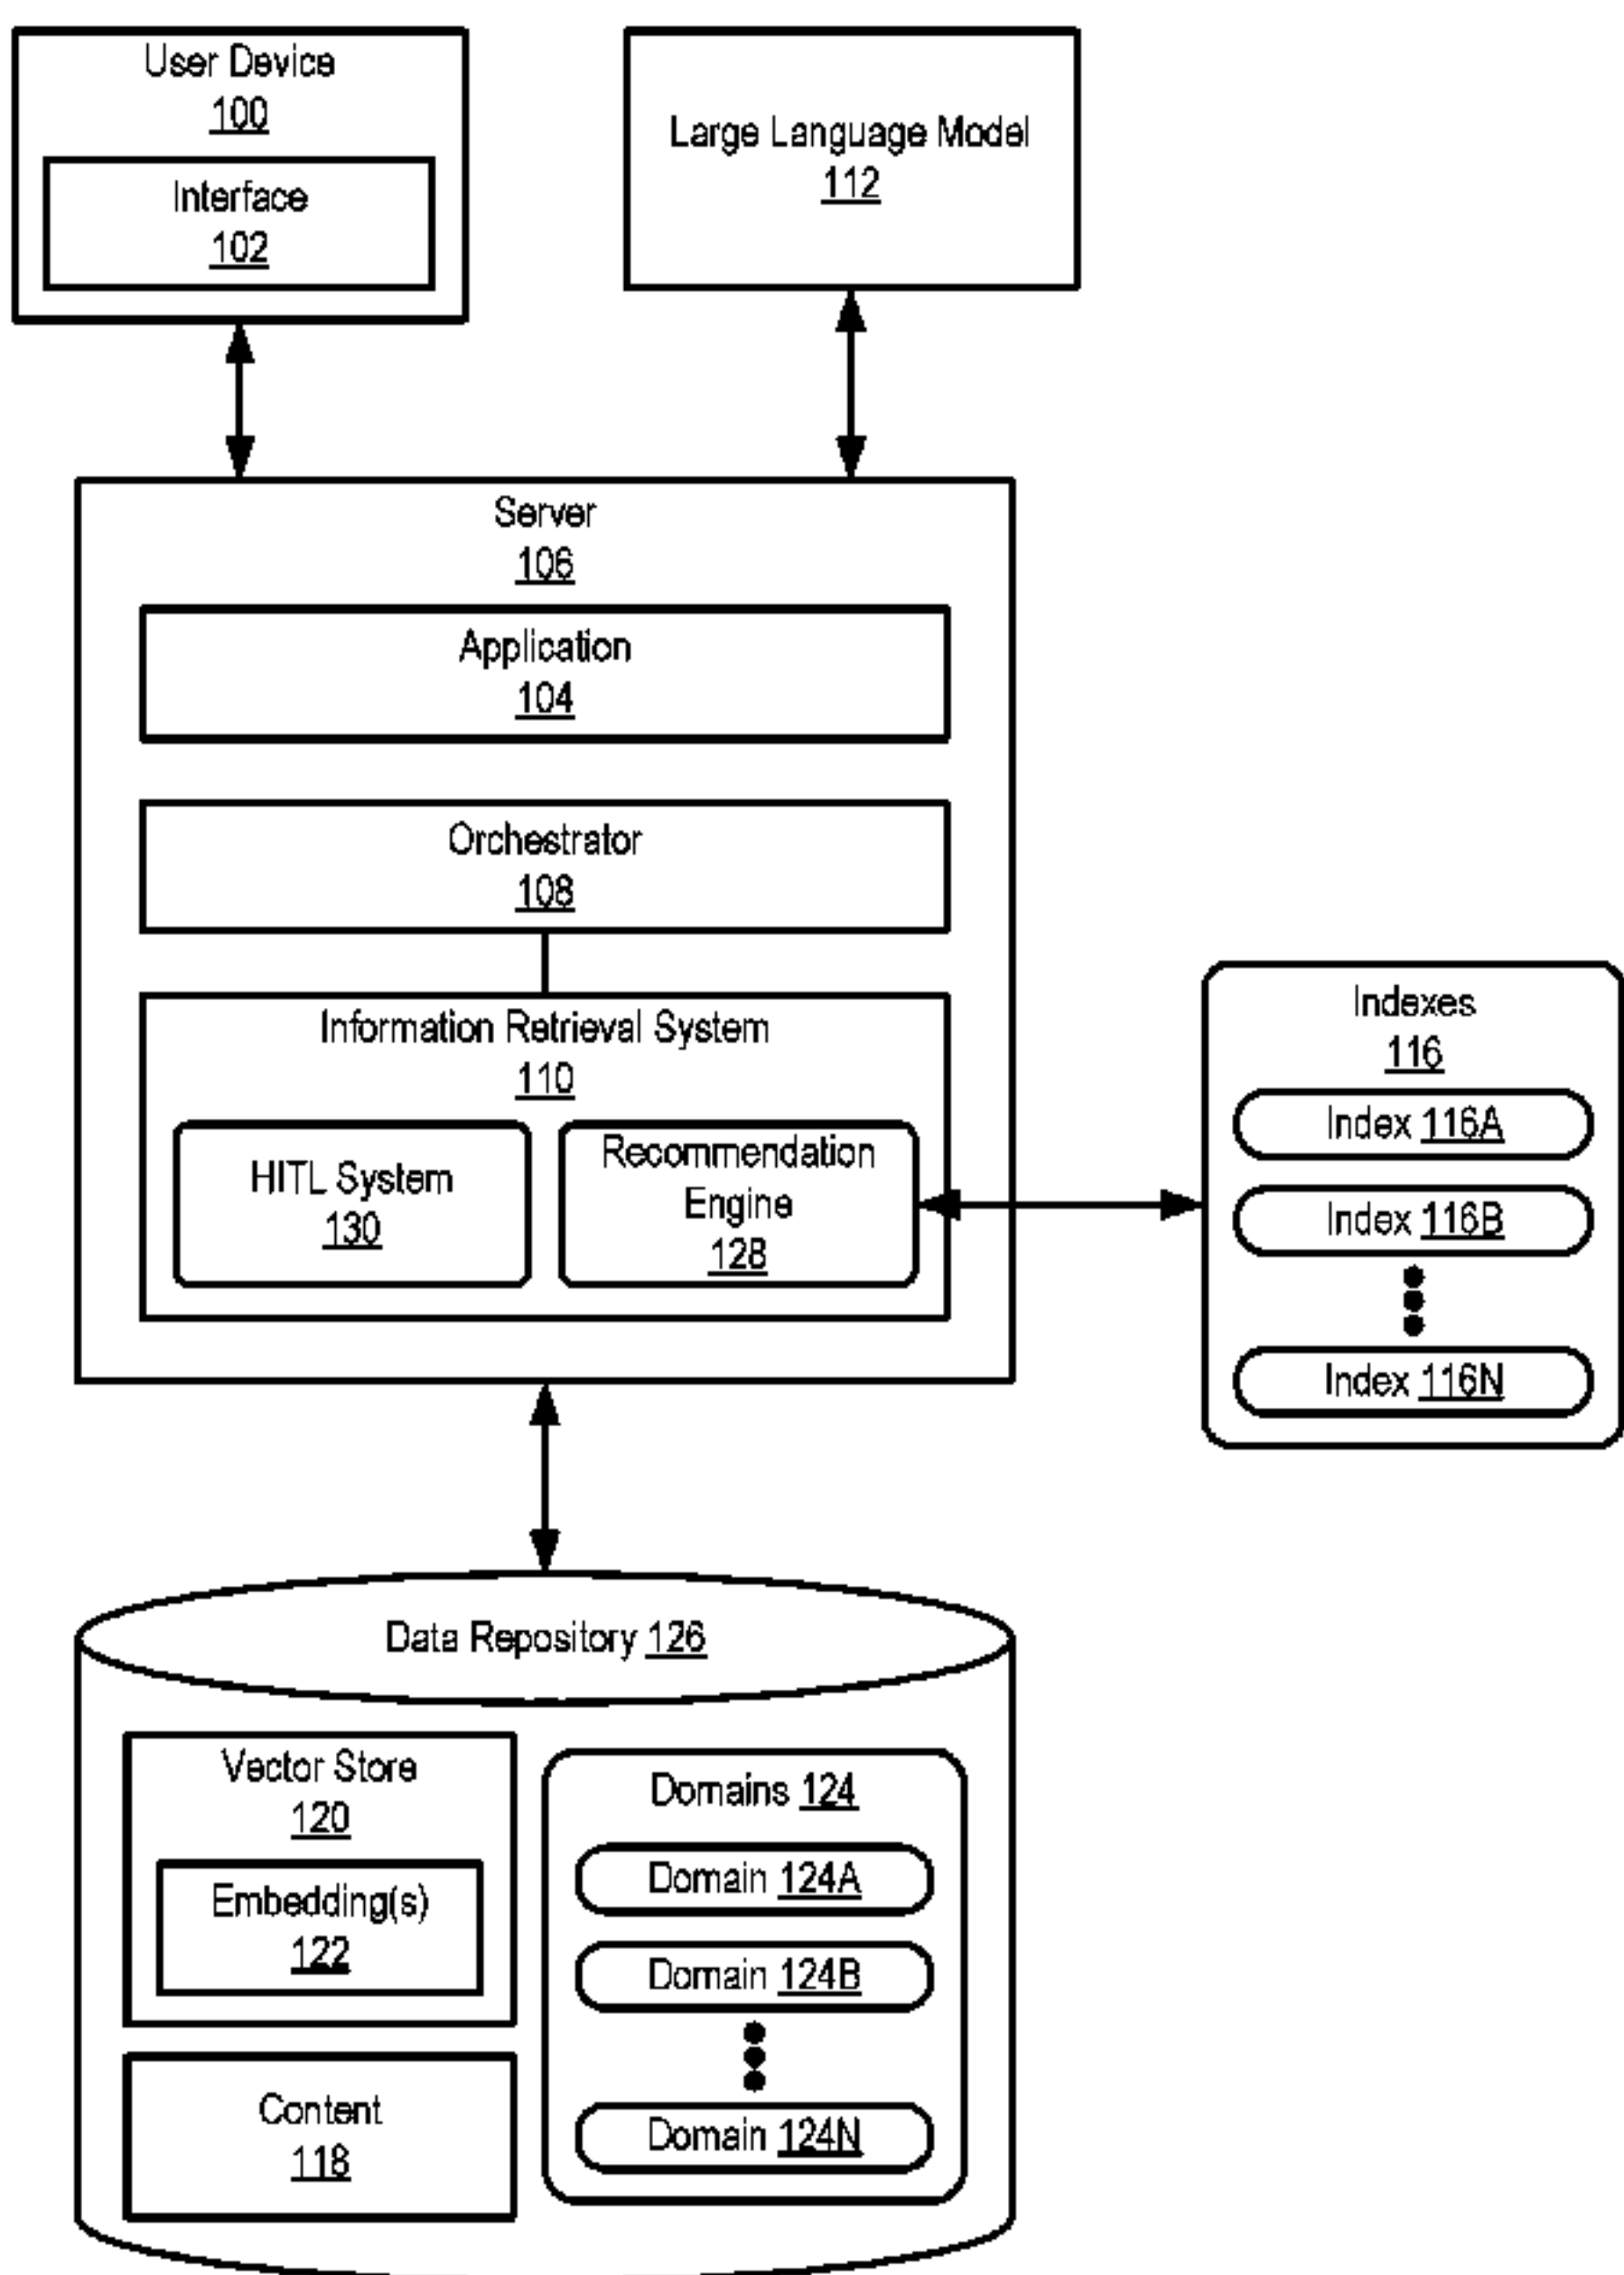 User Device
100
Interface
102
Large Language Model
112
Server
106
Application
104
Orchestrator
108
Information Retrieval System
110
HITL System
130
Recommendation
Engine
128
Indexes
116
Index 116A
Index 116B
Index 116N
Data Repository 126
Vector Store
120
Embedding(s)
122
Content
118
Domains 124
Domain 124A
Domain 124B
Domain 124N